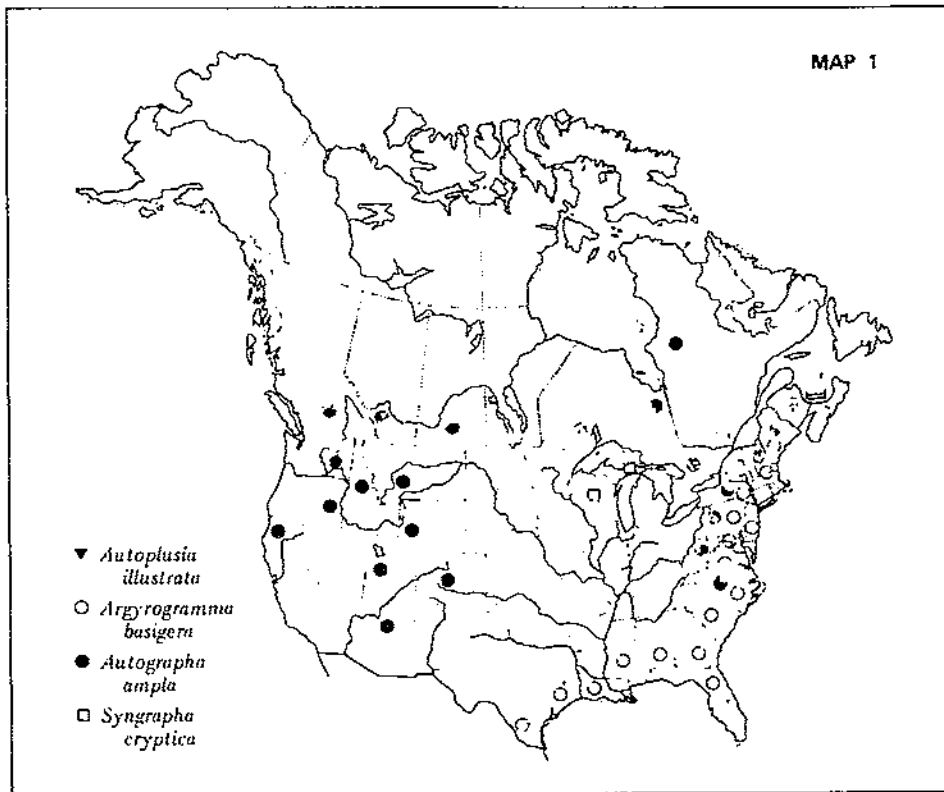 MAP 1
▼ Autoplusia
illustrata
○ Argyrogramma
basigera
● Autographa
ampla
□ Syngrapha
cryptica